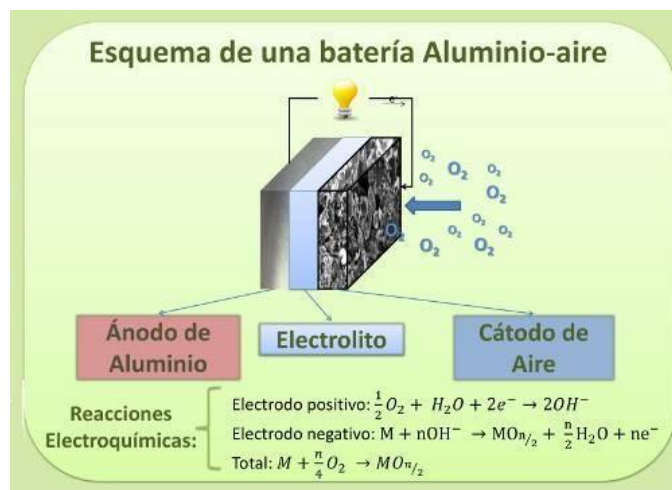 Esquema de una batería Aluminio-aire
e⁻
O₂
O₂
O₂
O₂
O₂
O₂
O₂
O₂
O₂
O₂
O₂
Ánodo de
Aluminio
Electrolito
Cátodo de
Aire
Reacciones
Electroquímicas:
Electrodo positivo: ½O₂ + H₂O + 2e⁻ → 2OH⁻
Electrodo negativo: M + nOH⁻ → MOn/2 + n/2 H₂O + ne⁻
Total: M + n/4 O₂ → MOn/2